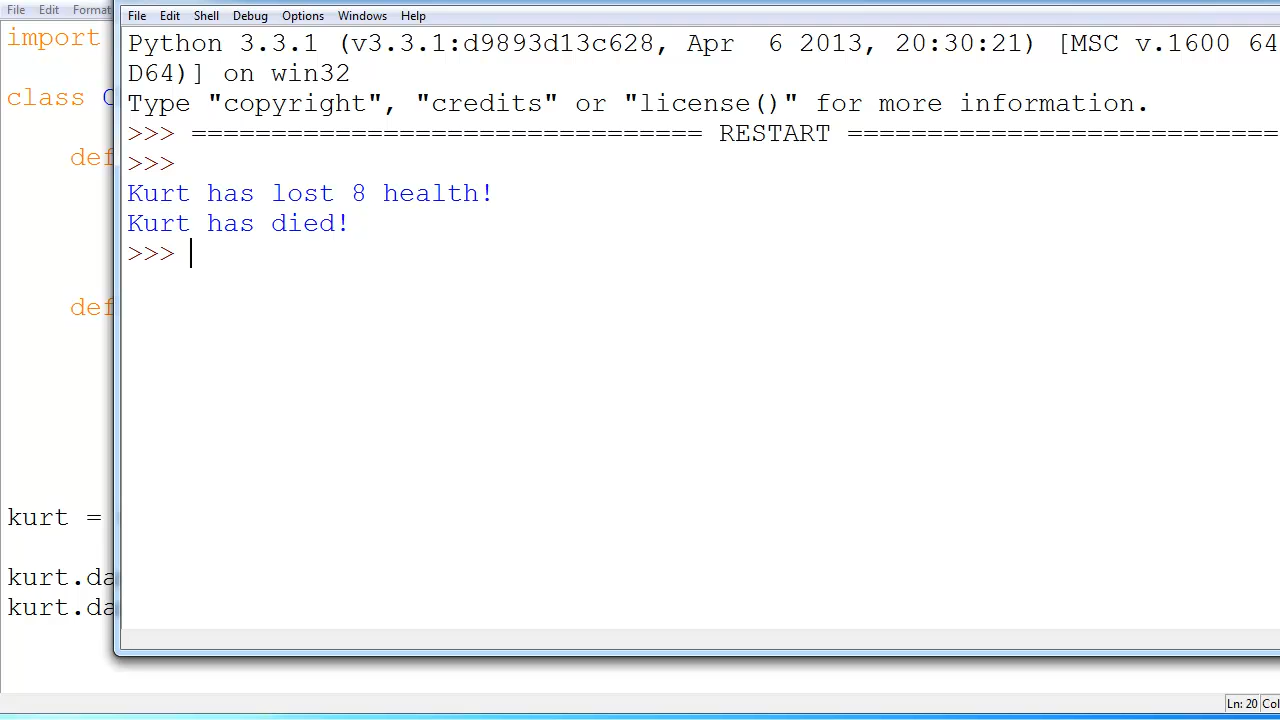 File Edit Format
import
class
def
def
kurt =
kurt.da
kurt.da
File Edit Shell Debug Options Windows Help
Python 3.3.1 (v3.3.1:d9893d13c628, Apr  6 2013, 20:30:21) [MSC v.1600 64
D64)] on win32
Type "copyright", "credits" or "license()" for more information.
>>> ================================ RESTART ===========================
>>>
Kurt has lost 8 health!
Kurt has died!
>>>
Ln: 20 Col